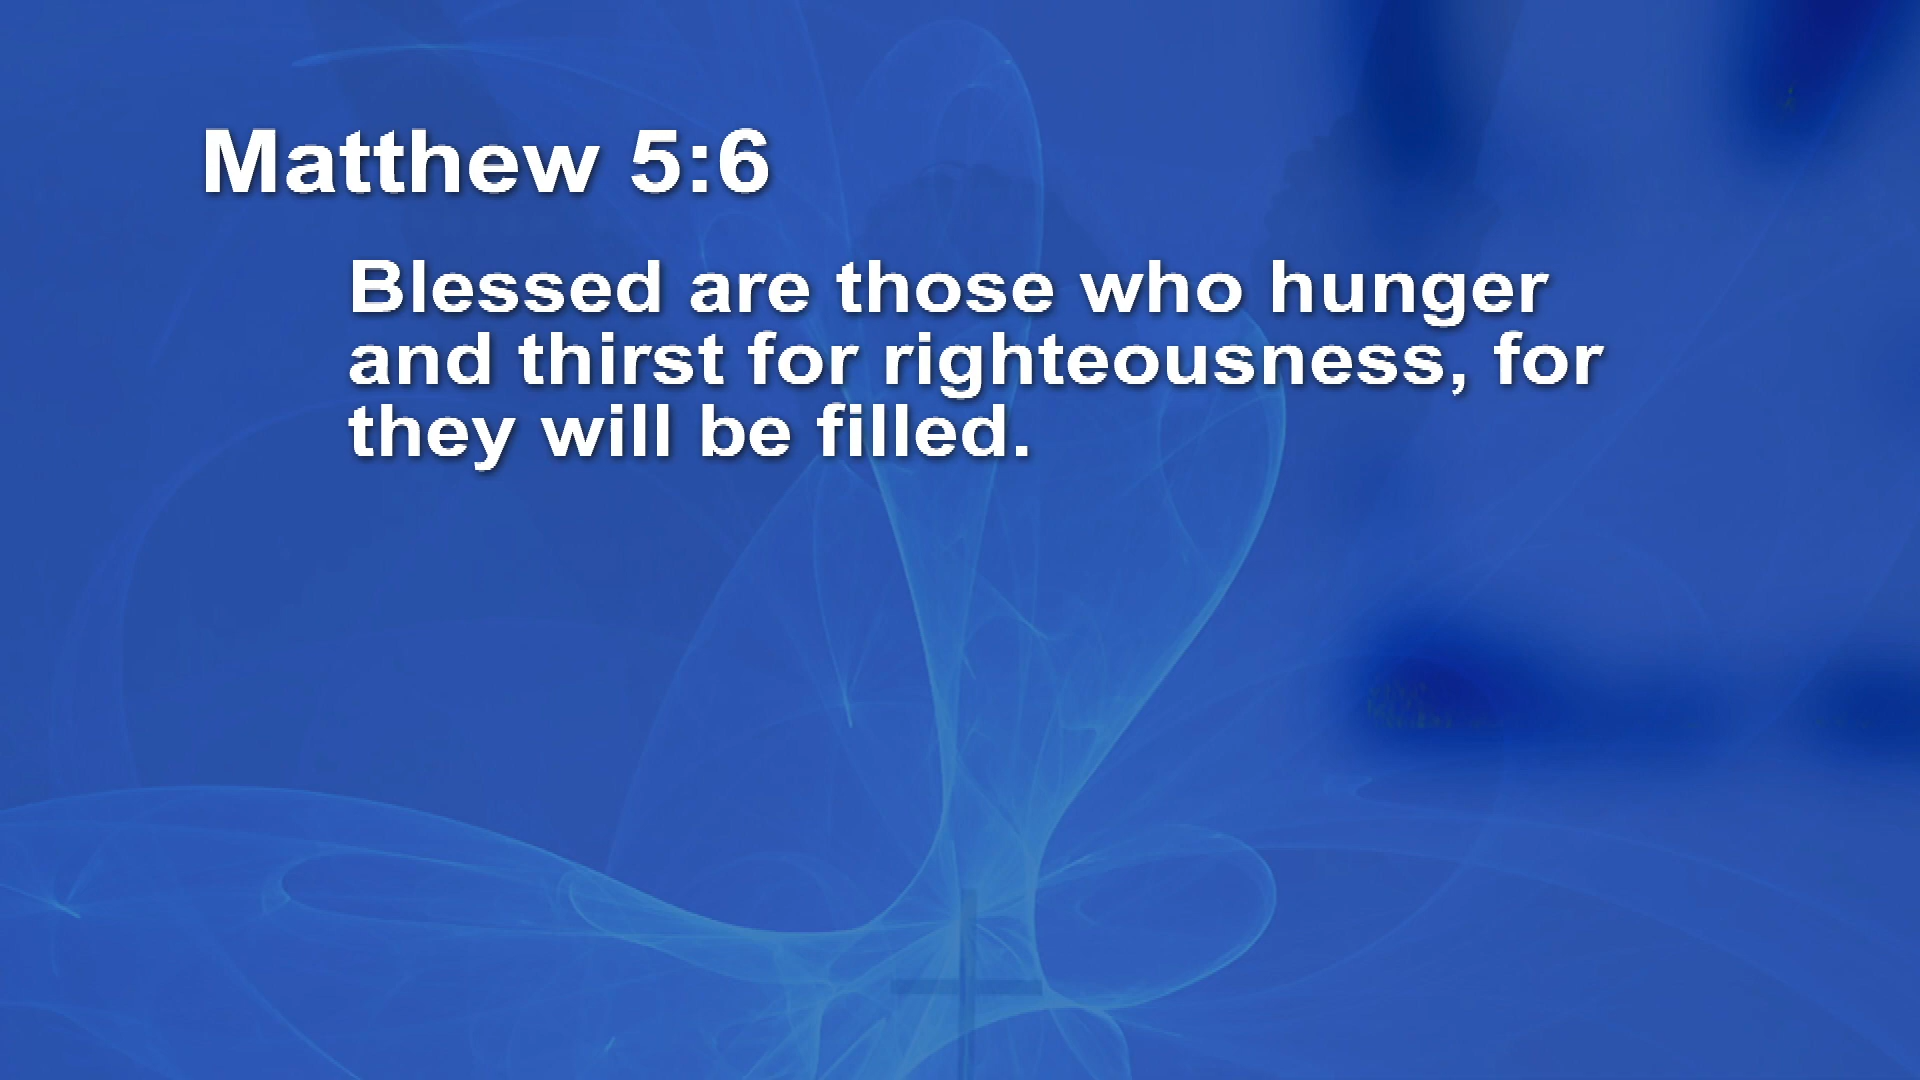 Matthew 5:6
Blessed are those who hunger
and thirst for righteousness, for
they will be filled.